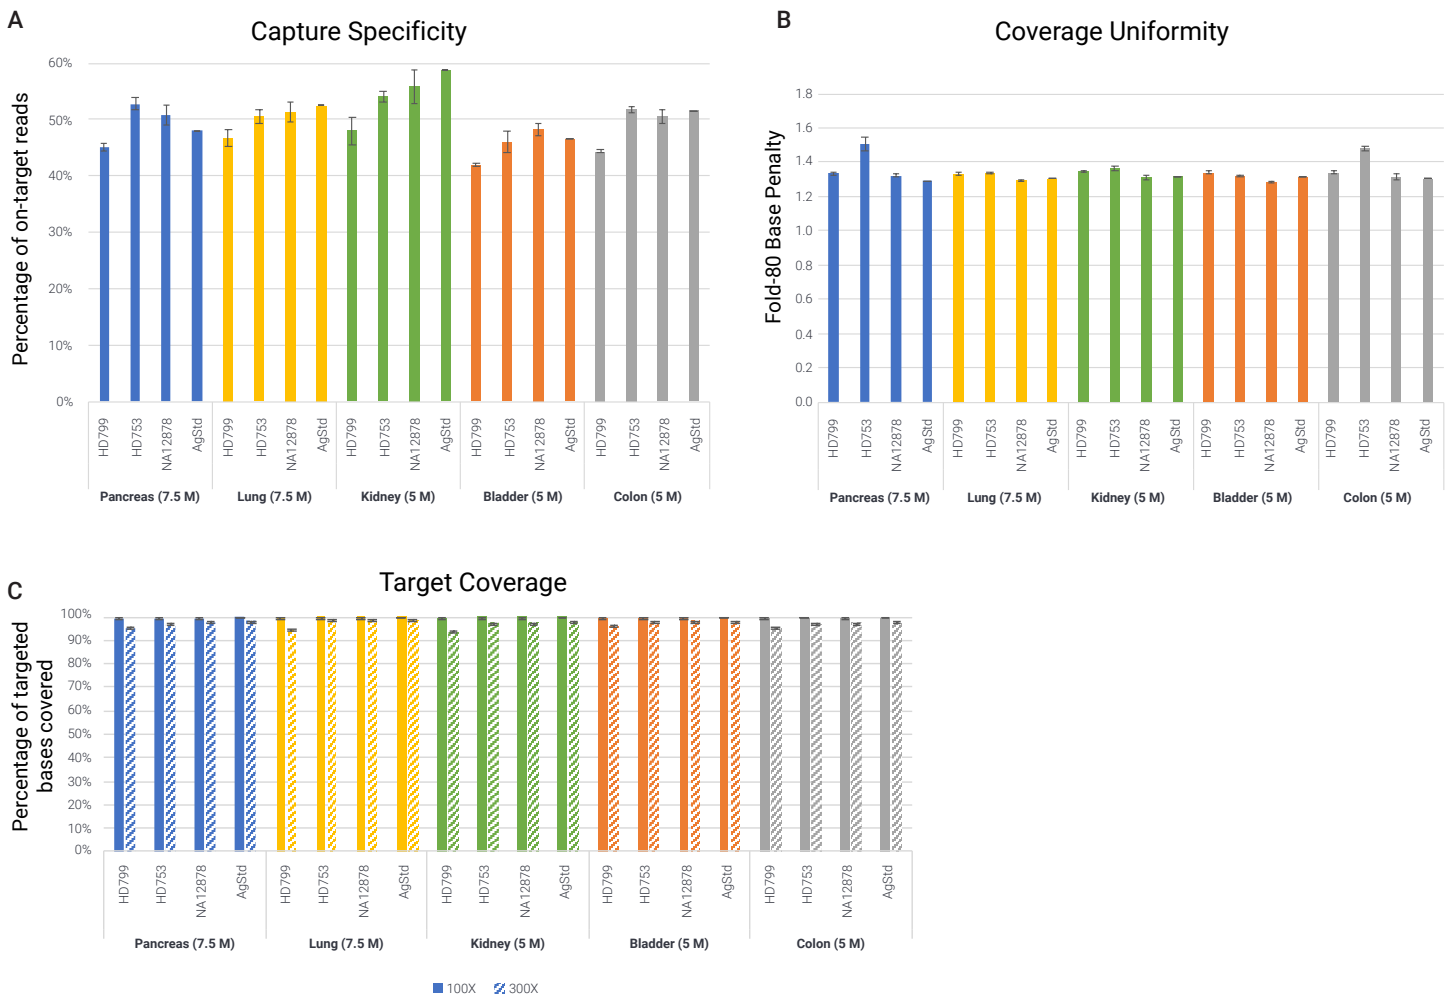 A
Capture Specificity
Percentage of on-target reads
60%
50%
40%
30%
20%
10%
0%
HD799
HD753
NA12878
AgStd
HD799
HD753
NA12878
AgStd
HD799
HD753
NA12878
AgStd
HD799
HD753
NA12878
AgStd
HD799
HD753
NA12878
AgStd
Pancreas (7.5 M)
Lung (7.5 M)
Kidney (5 M)
Bladder (5 M)
Colon (5 M)
B
Coverage Uniformity
Fold-80 Base Penalty
1.8
1.6
1.4
1.2
1.0
0.8
0.6
0.4
0.2
0.0
HD799
HD753
NA12878
AgStd
HD799
HD753
NA12878
AgStd
HD799
HD753
NA12878
AgStd
HD799
HD753
NA12878
AgStd
HD799
HD753
NA12878
AgStd
Pancreas (7.5 M)
Lung (7.5 M)
Kidney (5 M)
Bladder (5 M)
Colon (5 M)
C
Target Coverage
Percentage of targeted
bases covered
100%
90%
80%
70%
60%
50%
40%
30%
20%
10%
0%
HD799
HD753
NA12878
AgStd
HD799
HD753
NA12878
AgStd
HD799
HD753
NA12878
AgStd
HD799
HD753
NA12878
AgStd
HD799
HD753
NA12878
AgStd
Pancreas (7.5 M)
Lung (7.5 M)
Kidney (5 M)
Bladder (5 M)
Colon (5 M)
100X
300X